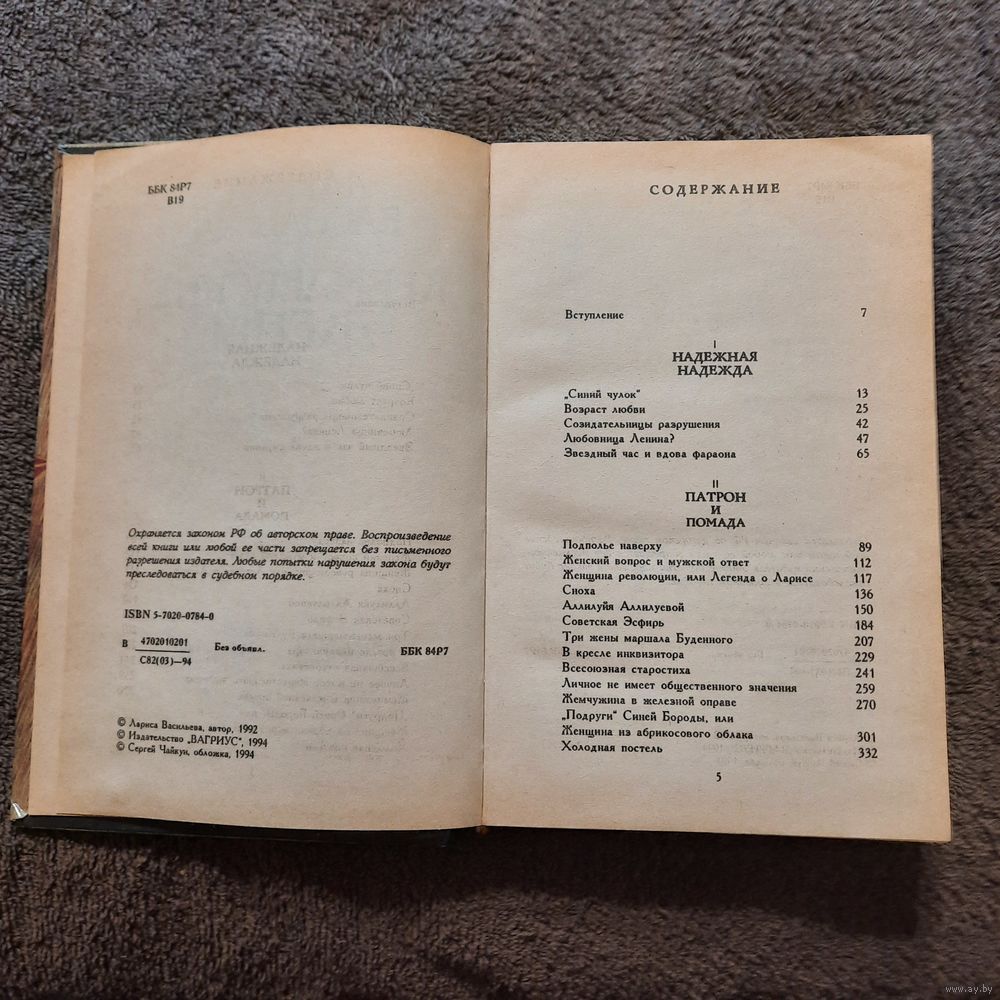 ББК 84Р7
В19
Охраняется законом РФ об авторском праве. Воспроизведение
всей книги или любой ее части запрещается без письменного
разрешения издателя. Любые попытки нарушения закона будут
преследоваться в судебном порядке.
ISBN 5-7020-0784-0
В 4702010201 Без объявл. ББК 84Р7
С82(03)—94
© Лариса Васильева, автор, 1992
© Издательство „ВАГРИУС", 1994
© Сергей Чайкун, обложка, 1994
СОДЕРЖАНИЕ
Вступление 7
I
НАДЕЖНАЯ
НАДЕЖДА
„Синий чулок" 13
Возраст любви 25
Созидательницы разрушения 42
Любовница Ленина? 47
Звездный час и вдова фараона 65
II
ПАТРОН
И
ПОМАДА
Подполье наверху 89
Женский вопрос и мужской ответ 112
Женщина революции, или Легенда о Ларисе 117
Сноха 136
Аллилуйя Аллилуевой 150
Советская Эсфирь 184
Три жены маршала Буденного 207
В кресле инквизитора 229
Всесоюзная старостиха 241
Личное не имеет общественного значения 259
Жемчужина в железной оправе 270
„Подруги" Синей Бороды, или
Женщина из абрикосового облака 301
Холодная постель 332
5
www.ay.by